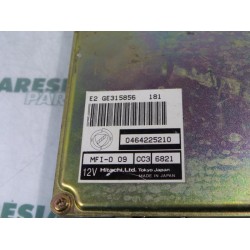 E2 GE315856 181
0464225210
MFI-D 09 CC3 6821
12V Hitachi, Ltd. Tokyo Japan
MADE IN JAPAN